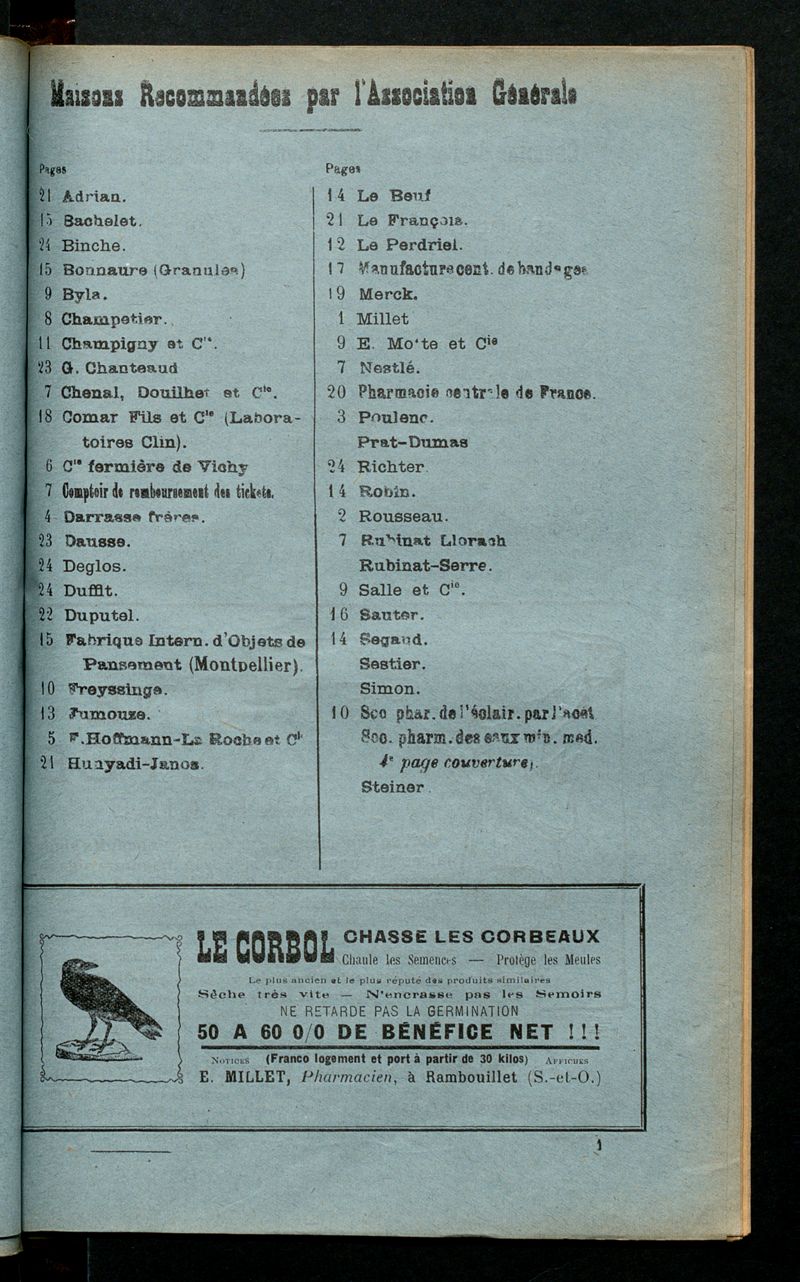 Maisons Recommandées par l'Association Générale
Pages
21 Adrian.
15 Bachelet.
24 Binche.
15 Bonnaure (Granules)
9 Byla.
8 Champetier.
11 Champigny et Cie.
23 G. Chanteaud
7 Chenal, Douilhet et Cie.
18 Comar Fils et Cie (Labora-
toires Clin).
6 Cie fermière de Vichy
7 Comptoir de remboursement des tickets.
4 Darrasse frères.
23 Dausse.
24 Deglos.
24 Dufflt.
22 Duputel.
15 Fabrique Intern. d'Objets de
Pansement (Montpellier).
10 Freyssinge.
13 Fumouze.
5 F. Hoffmann-La Roche et Cie
21 Hunyadi-Janos.
Pages
14 Le Beuf
21 Le François.
12 Le Perdriel.
17 Manufacture cent. de bandages
19 Merck.
1 Millet
9 E. Motte et Cie
7 Nestlé.
20 Pharmacie centrale de France.
3 Poulenc.
Prat-Dumas
24 Richter
14 Robin.
2 Rousseau.
7 Rubinat Llorach
Rubinat-Serre.
9 Salle et Cie.
16 Sauter.
14 Segaud.
Sestier.
Simon.
10 Soc phar. de l'éclair. par l'acét
Soc. pharm. des eaux min. med.
4e page couverture).
Steiner
LE CORBOL CHASSE LES CORBEAUX
Chaule les Semences — Protège les Meules
Le plus ancien et le plus réputé des produits similaires
Sèche très vite — N'encrasse pas les Semoirs
NE RETARDE PAS LA GERMINATION
50 A 60 0/0 DE BÉNÉFICE NET !!!
NOTICES (Franco logement et port à partir de 30 kilos) AFFICHES
E. MILLET, Pharmacien, à Rambouillet (S.-et-O.)
1